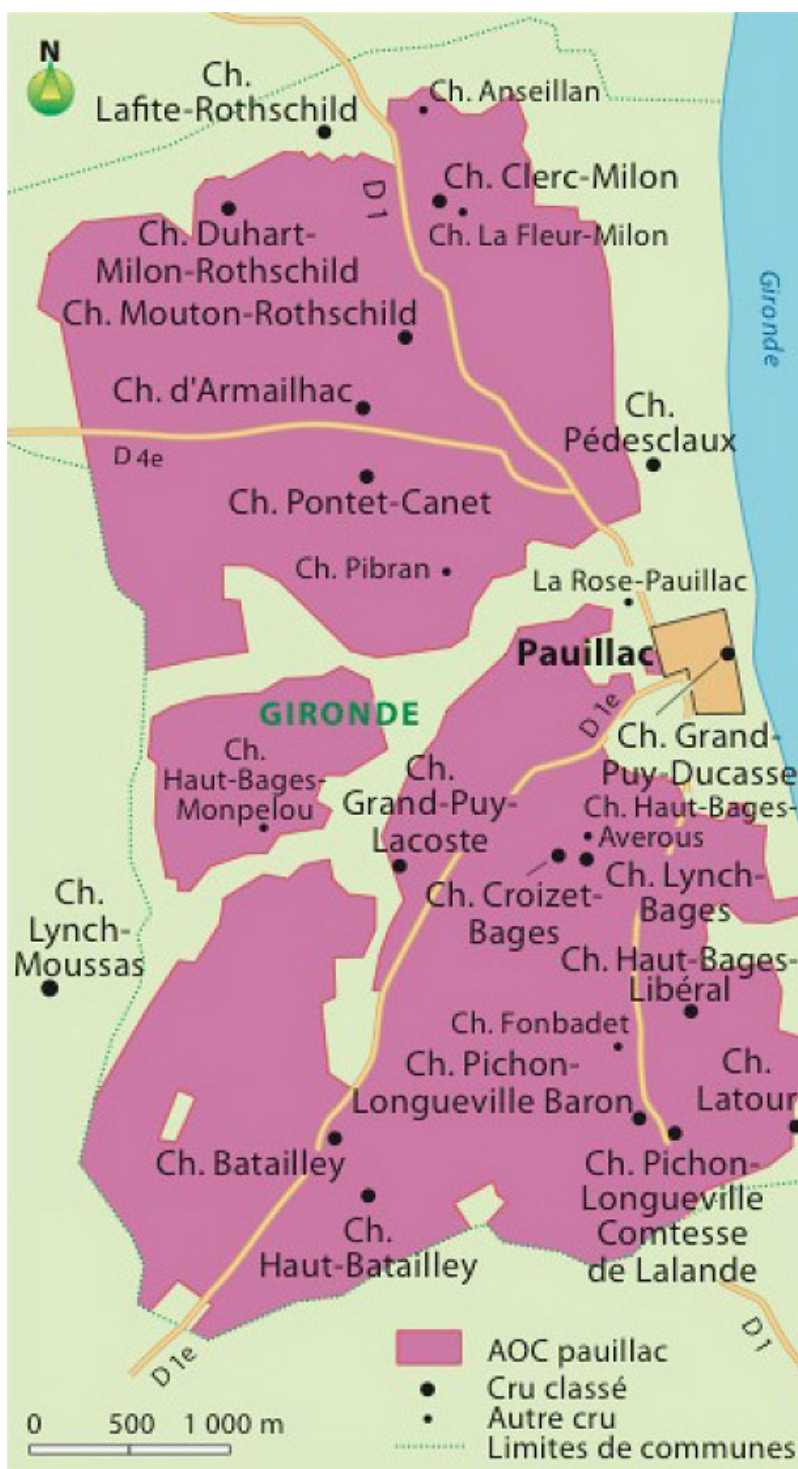 N
Ch.
Lafite-Rothschild
Ch. Anseillan
D 1
Ch. Clerc-Milon
Ch. La Fleur-Milon
Ch. Duhart-
Milon-Rothschild
Ch. Mouton-Rothschild
Gironde
Ch. d'Armailhac
Ch.
Pédesclaux
D 4e
Ch. Pontet-Canet
Ch. Pibran
La Rose-Pauillac
Pauillac
GIRONDE
D 1e
Ch. Grand-
Puy-Ducasse
Ch.
Haut-Bages-
Monpelou
Ch.
Grand-Puy-
Lacoste
Ch. Haut-Bages-
Averous
Ch. Croizet-
Bages
Ch. Lynch-
Bages
Ch.
Lynch-
Moussas
Ch. Haut-Bages-
Libéral
Ch. Fonbadet
Ch. Pichon-
Longueville Baron
Ch.
Latour
Ch. Batailley
Ch. Pichon-
Longueville
Comtesse
de Lalande
Ch.
Haut-Batailley
D 1e
D 1
AOC pauillac
Cru classé
Autre cru
Limites de communes
0 500 1 000 m